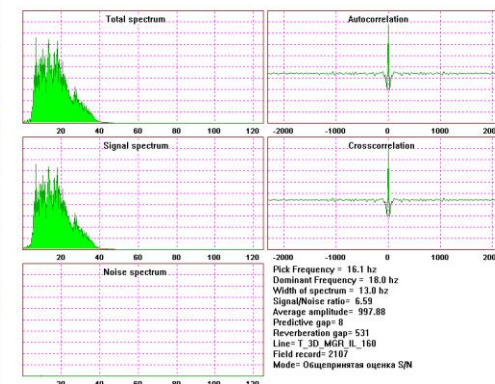 Total spectrum
Autocorrelation
20 40 60 80 100 120
-2000 -1000 0 1000 200
Signal spectrum
Crosscorrelation
20 40 60 80 100 120
-2000 -1000 0 1000 200
Noise spectrum
20 40 60 80 100 120
Pick Frequency = 16.1 hz
Dominant Frequency = 18.0 hz
Width of spectrum = 13.0 hz
Signal/Noise ratio= 6.59
Average amplitude= 997.88
Predictive gap= 8
Reverberation gap= 531
Line= T_3D_MGR_IL_160
Field record= 2107
Mode= Общепринятая оценка S/N